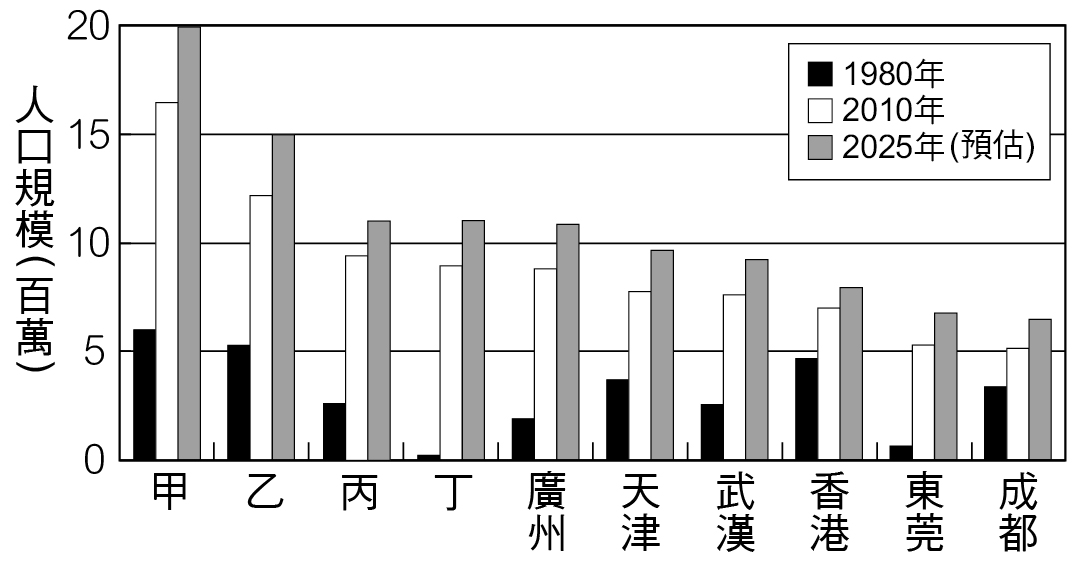 人口規模(百萬)
20
15
10
5
0
1980年
2010年
2025年(預估)
甲
乙
丙
丁
廣州
天津
武漢
香港
東莞
成都